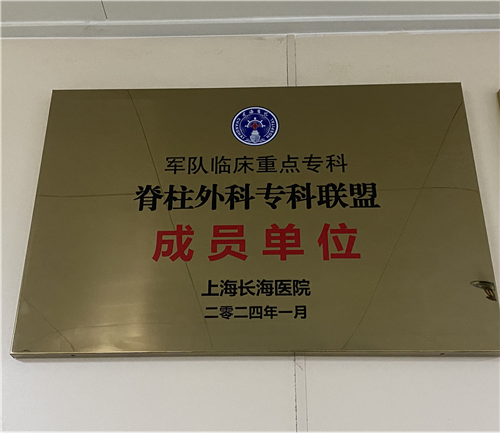 军队临床重点专科
脊柱外科专科联盟
成员单位
上海长海医院
二零二四年一月